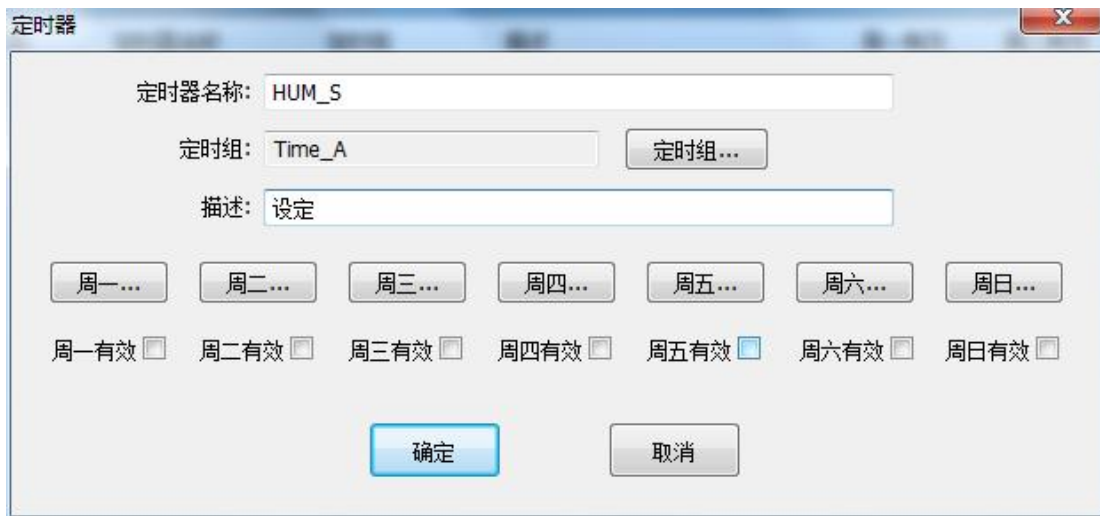 定时器
定时器名称: HUM_S
定时组: Time_A 定时组...
描述: 设定
周一... 周二... 周三... 周四... 周五... 周六... 周日...
周一有效 周二有效 周三有效 周四有效 周五有效 周六有效 周日有效
确定 取消